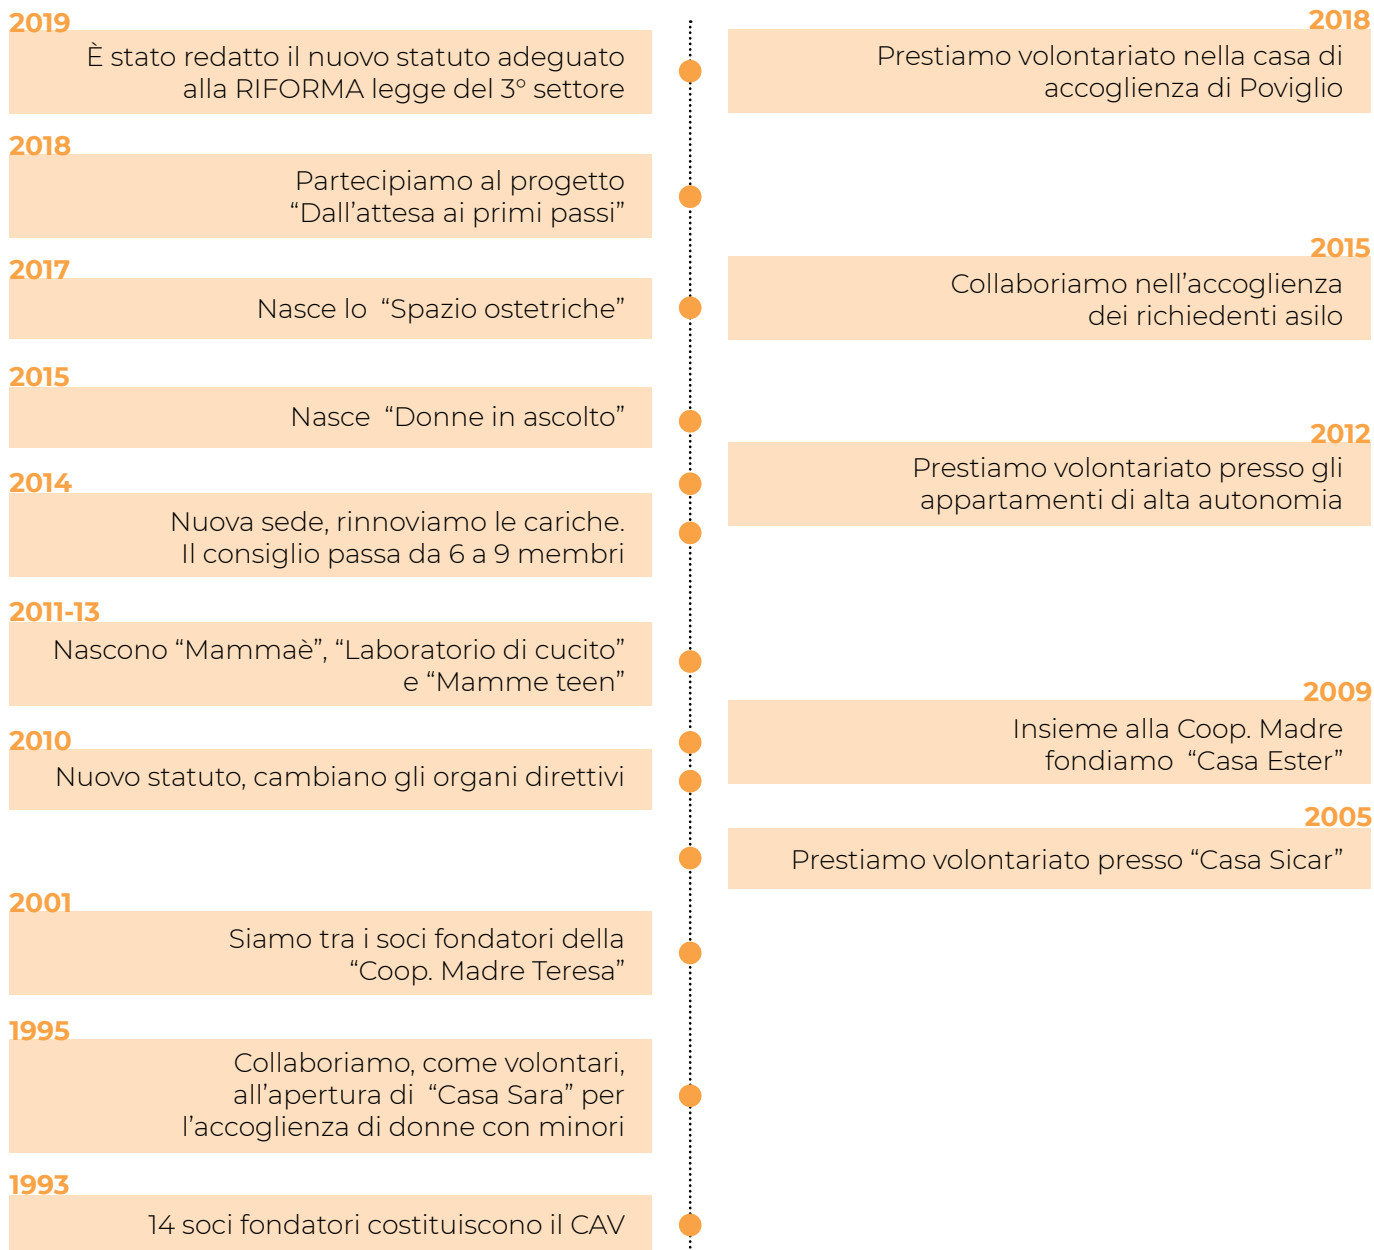 2019
È stato redatto il nuovo statuto adeguato
alla RIFORMA legge del 3° settore
2018
Partecipiamo al progetto
“Dall’attesa ai primi passi”
2017
Nasce lo “Spazio ostetriche”
2015
Nasce “Donne in ascolto”
2014
Nuova sede, rinnoviamo le cariche.
Il consiglio passa da 6 a 9 membri
2011-13
Nascono “Mammaè”, “Laboratorio di cucito”
e “Mamme teen”
2010
Nuovo statuto, cambiano gli organi direttivi
2001
Siamo tra i soci fondatori della
“Coop. Madre Teresa”
1995
Collaboriamo, come volontari,
all’apertura di “Casa Sara” per
l’accoglienza di donne con minori
1993
14 soci fondatori costituiscono il CAV
2018
Prestiamo volontariato nella casa di
accoglienza di Poviglio
2015
Collaboriamo nell’accoglienza
dei richiedenti asilo
2012
Prestiamo volontariato presso gli
appartamenti di alta autonomia
2009
Insieme alla Coop. Madre
fondiamo “Casa Ester”
2005
Prestiamo volontariato presso “Casa Sicar”